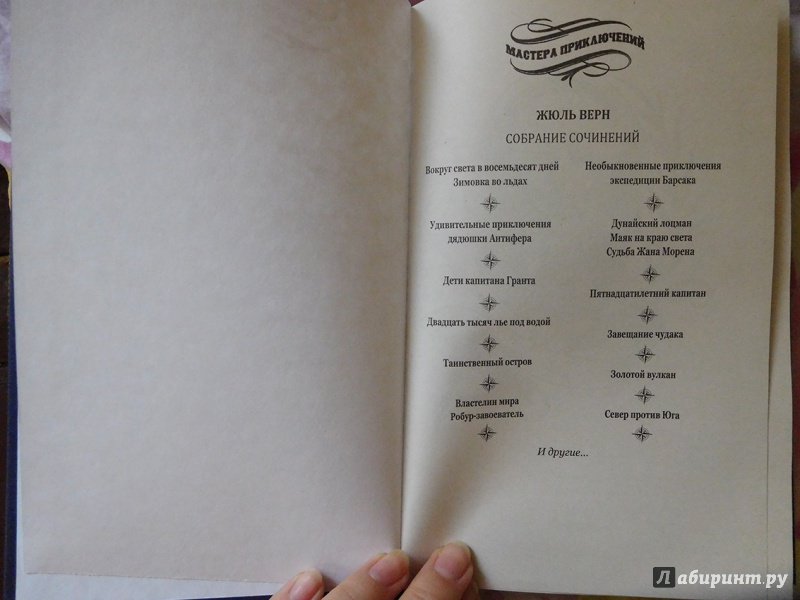 МАСТЕРА ПРИКЛЮЧЕНИЙ
ЖЮЛЬ ВЕРН
СОБРАНИЕ СОЧИНЕНИЙ
Вокруг света в восемьдесят дней
Зимовка во льдах
Удивительные приключения
дядюшки Антифера
Дети капитана Гранта
Двадцать тысяч лье под водой
Таинственный остров
Властелин мира
Робур-завоеватель
Необыкновенные приключения
экспедиции Барсака
Дунайский лоцман
Маяк на краю света
Судьба Жана Морена
Пятнадцатилетний капитан
Завещание чудака
Золотой вулкан
Север против Юга
И другие...
Лабиринт.ру